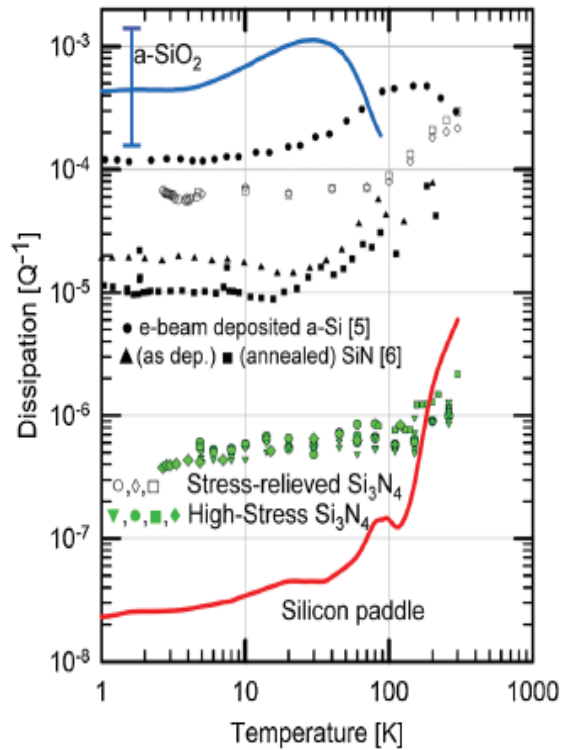 10⁻³
a-SiO₂
10⁻⁴
10⁻⁵
● e-beam deposited a-Si [5]
▲(as dep.) ■ (annealed) SiN [6]
10⁻⁶
○,◇,□ Stress-relieved Si₃N₄
▼,●,■,◆ High-Stress Si₃N₄
10⁻⁷
Silicon paddle
10⁻⁸
1 10 100 1000
Temperature [K]
Dissipation [Q⁻¹]